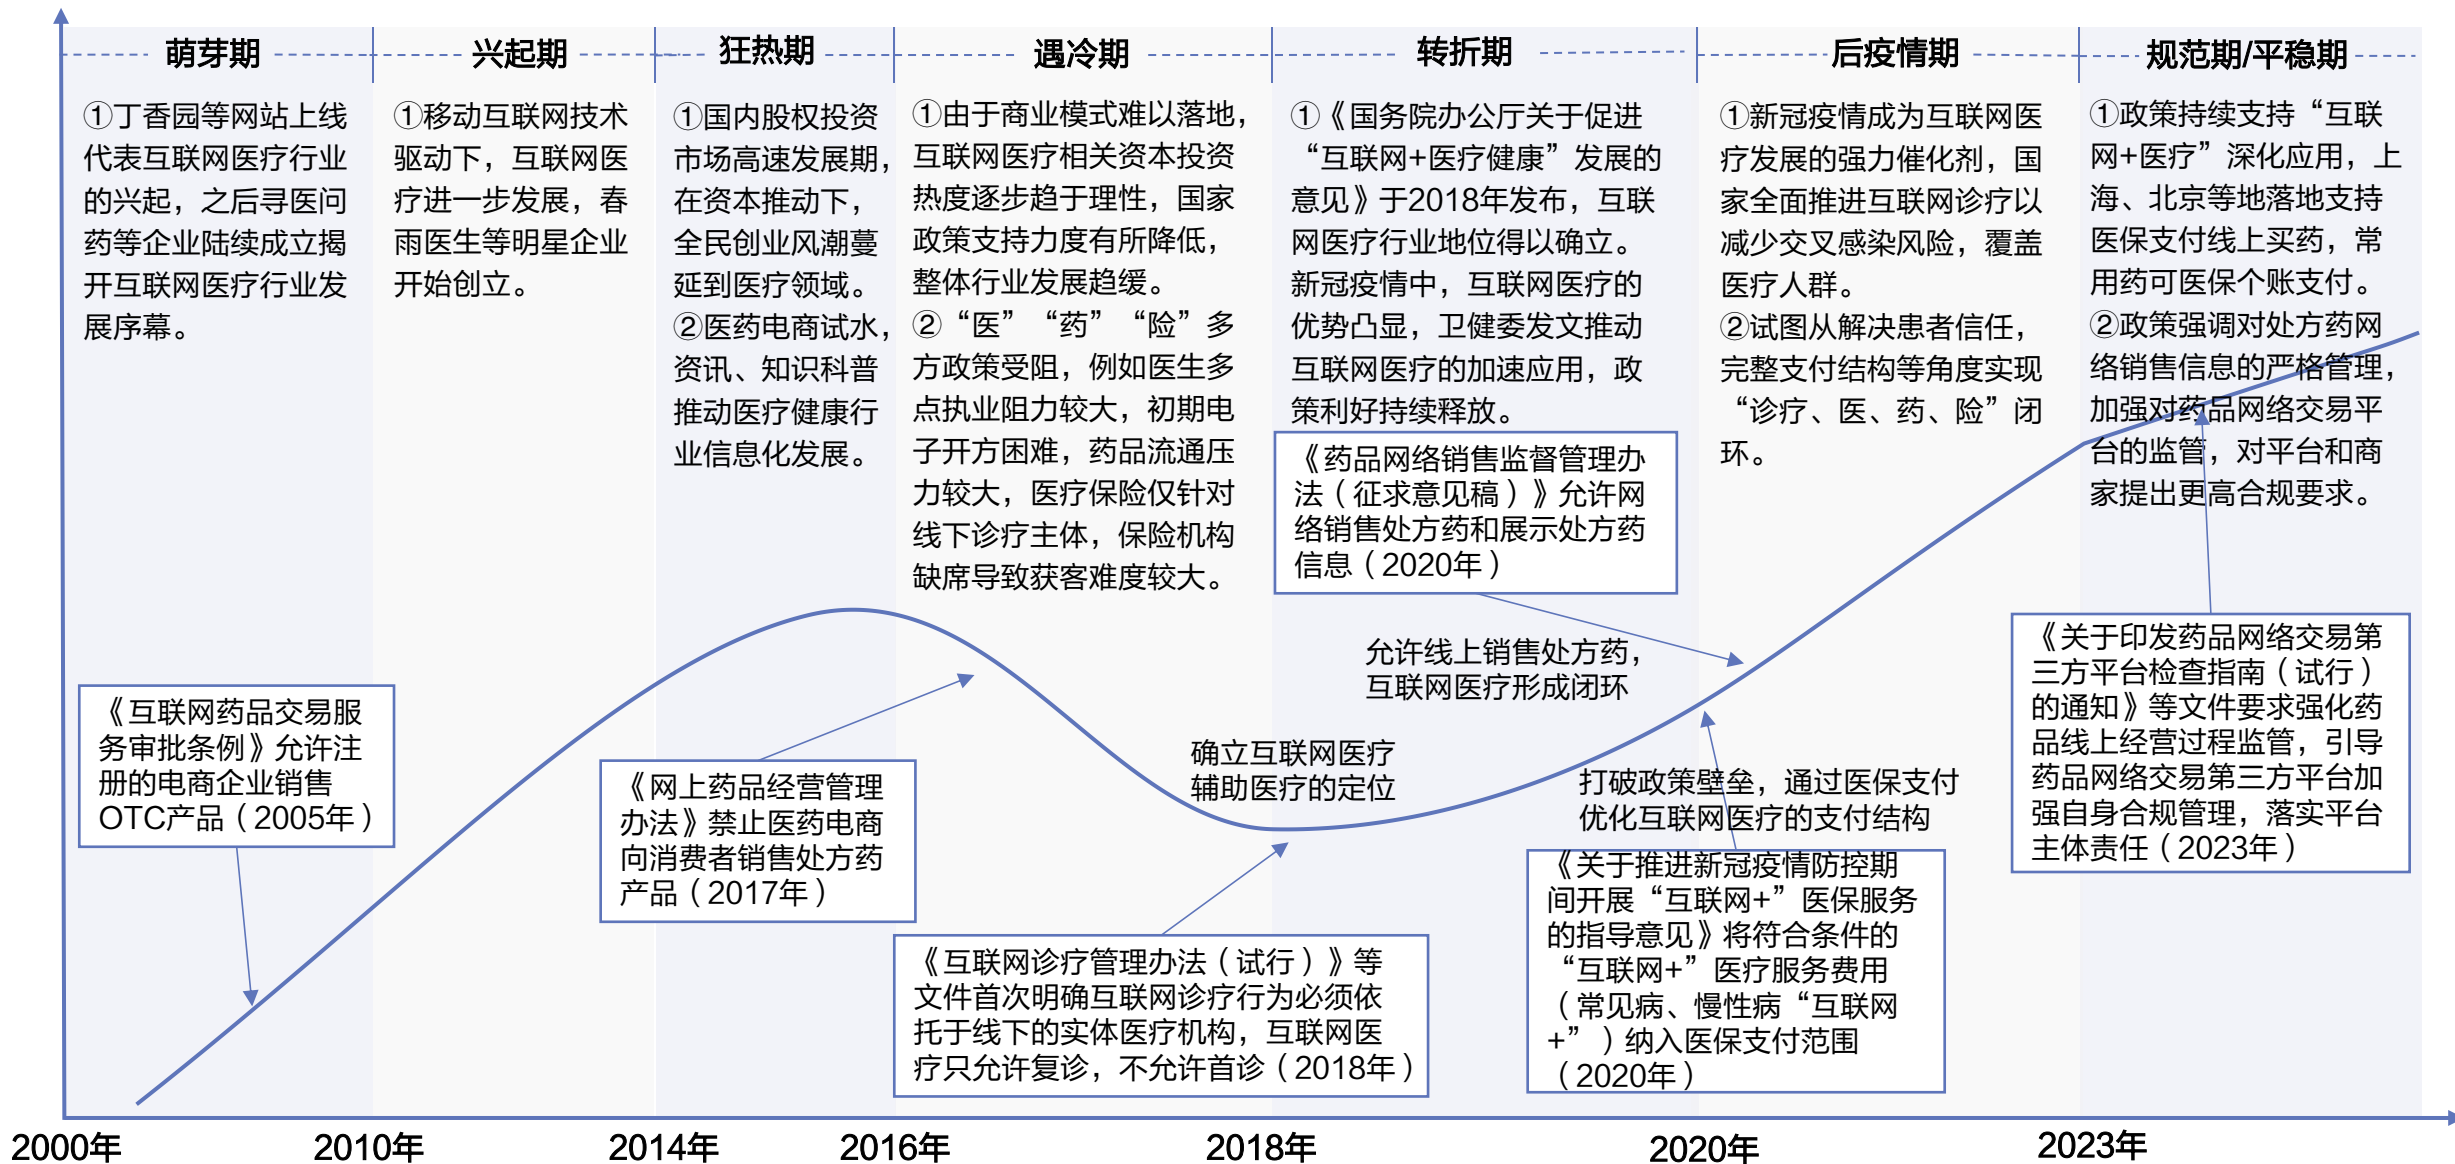 萌芽期
兴起期
狂热期
遇冷期
转折期
后疫情期
规范期/平稳期
①丁香园等网站上线
代表互联网医疗行业
的兴起，之后寻医问
药等企业陆续成立揭
开互联网医疗行业发
展序幕。
①移动互联网技术
驱动下，互联网医
疗进一步发展，春
雨医生等明星企业
开始创立。
①国内股权投资
市场高速发展期，
在资本推动下，
全民创业风潮蔓
延到医疗领域。
②医药电商试水，
资讯、知识科普
推动医疗健康行
业信息化发展。
①由于商业模式难以落地，
互联网医疗相关资本投资
热度逐步趋于理性，国家
政策支持力度有所降低，
整体行业发展趋缓。
②“医”“药”“险”多
方政策受阻，例如医生多
点执业阻力较大，初期电
子开方困难，药品流通压
力较大，医疗保险仅针对
线下诊疗主体，保险机构
缺席导致获客难度较大。
①《国务院办公厅关于促进
“互联网+医疗健康”发展的
意见》于2018年发布，互联
网医疗行业地位得以确立。
新冠疫情中，互联网医疗的
优势凸显，卫健委发文推动
互联网医疗的加速应用，政
策利好持续释放。
①新冠疫情成为互联网医
疗发展的强力催化剂，国
家全面推进互联网诊疗以
减少交叉感染风险，覆盖
医疗人群。
②试图从解决患者信任，
完整支付结构等角度实现
“诊疗、医、药、险”闭
环。
①政策持续支持“互联
网+医疗”深化应用，上
海、北京等地落地支持
医保支付线上买药，常
用药可医保个账支付。
②政策强调对处方药网
络销售信息的严格管理，
加强对药品网络交易平
台的监管，对平台和商
家提出更高合规要求。
《药品网络销售监督管理办
法（征求意见稿）》允许网
络销售处方药和展示处方药
信息（2020年）
允许线上销售处方药，
互联网医疗形成闭环
《互联网药品交易服
务审批条例》允许注
册的电商企业销售
OTC产品（2005年）
《网上药品经营管理
办法》禁止医药电商
向消费者销售处方药
产品（2017年）
确立互联网医疗
辅助医疗的定位
打破政策壁垒，通过医保支付
优化互联网医疗的支付结构
《互联网诊疗管理办法（试行）》等
文件首次明确互联网诊疗行为必须依
托于线下的实体医疗机构，互联网医
疗只允许复诊，不允许首诊（2018年）
《关于推进新冠疫情防控期
间开展“互联网+”医保服务
的指导意见》将符合条件的
“互联网+”医疗服务费用
（常见病、慢性病“互联网
+”）纳入医保支付范围
（2020年）
《关于印发药品网络交易第
三方平台检查指南（试行）
的通知》等文件要求强化药
品线上经营过程监管，引导
药品网络交易第三方平台加
强自身合规管理，落实平台
主体责任（2023年）
2000年
2010年
2014年
2016年
2018年
2020年
2023年